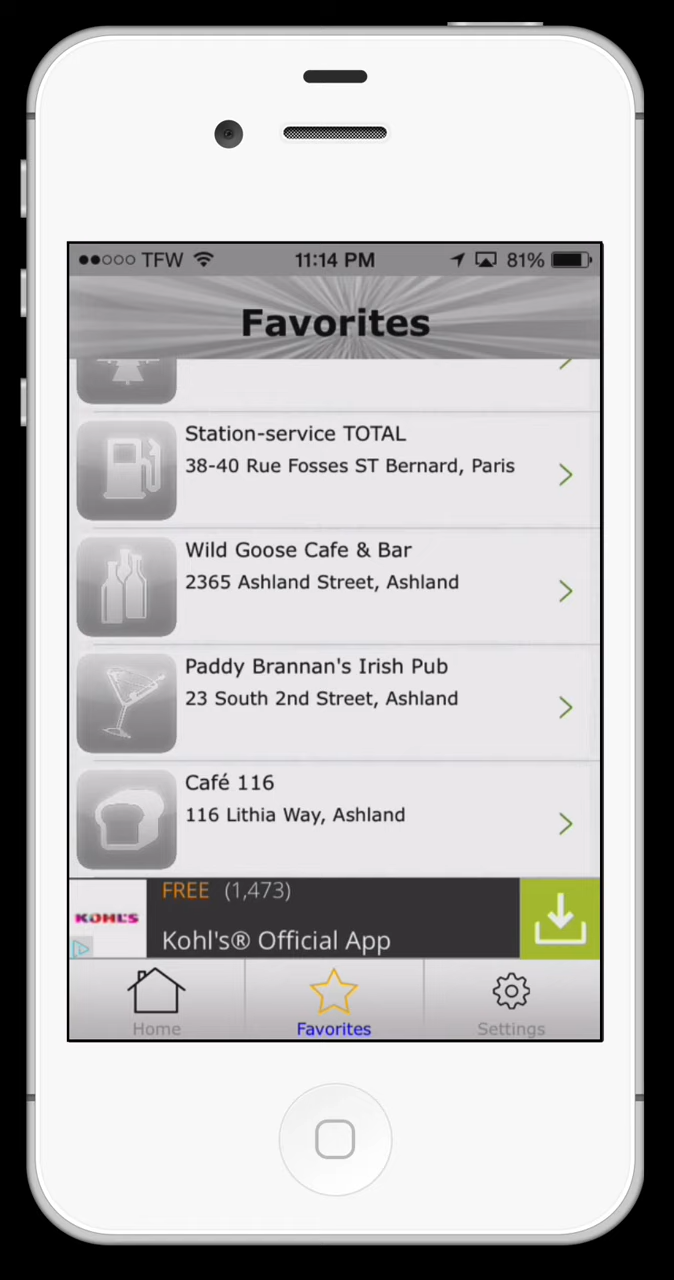 TFW 11:14 PM 81%
Favorites
Station-service TOTAL
38-40 Rue Fosses ST Bernard, Paris
Wild Goose Cafe & Bar
2365 Ashland Street, Ashland
Paddy Brannan's Irish Pub
23 South 2nd Street, Ashland
Café 116
116 Lithia Way, Ashland
KOHL'S
FREE (1,473)
Kohl's® Official App
Home Favorites Settings